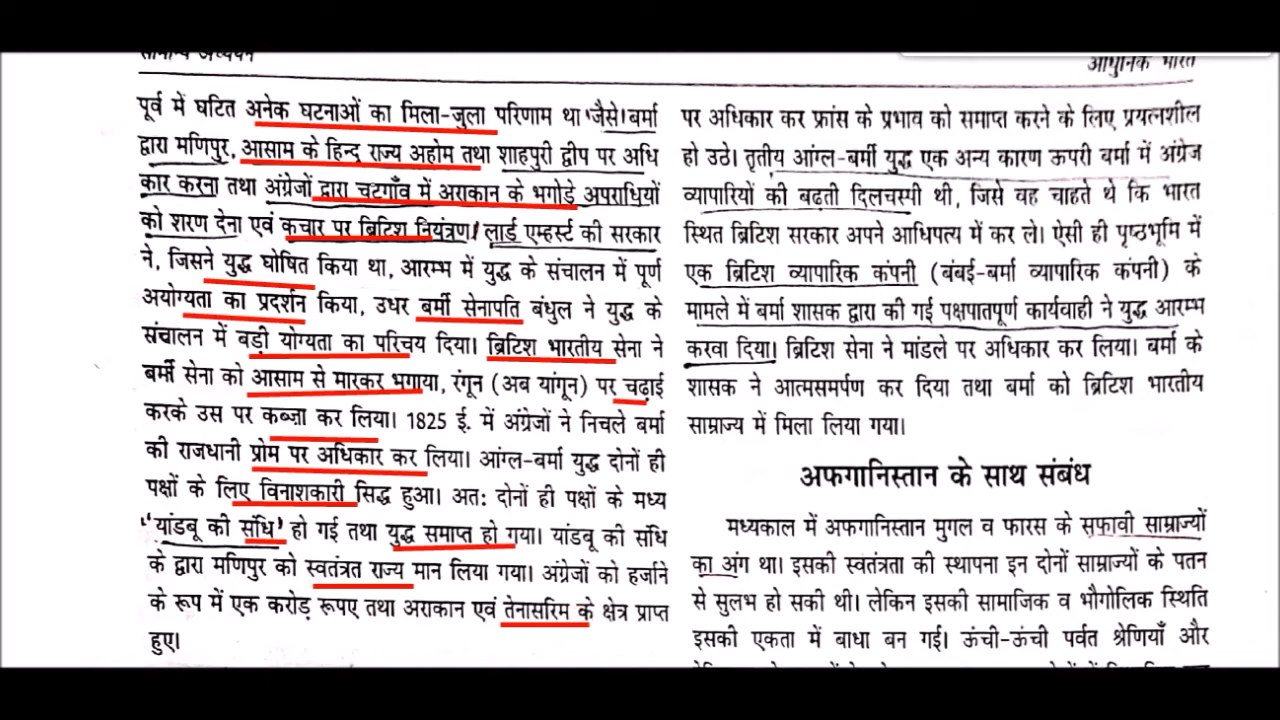 सामान्य अध्ययन
आधुनिक भारत
पूर्व में घटित अनेक घटनाओं का मिला-जुला परिणाम था जैसे। बर्मा
द्वारा मणिपुर, आसाम के हिन्द राज्य अहोम तथा शाहपुरी द्वीप पर अधि
कार करना तथा अंग्रेजों द्वारा चटगाँव में अराकान के भगोड़े अपराधियों
को शरण देना एवं कचार पर ब्रिटिश नियंत्रण। लार्ड एम्हर्स्ट की सरकार
ने, जिसने युद्ध घोषित किया था, आरम्भ में युद्ध के संचालन में पूर्ण
अयोग्यता का प्रदर्शन किया, उधर बर्मी सेनापति बंधुल ने युद्ध के
संचालन में बड़ी योग्यता का परिचय दिया। ब्रिटिश भारतीय सेना ने
बर्मी सेना को आसाम से मारकर भगाया, रंगून (अब यांगून) पर चढ़ाई
करके उस पर कब्ज़ा कर लिया। 1825 ई. में अंग्रेजों ने निचले बर्मा
की राजधानी प्रोम पर अधिकार कर लिया। आंग्ल-बर्मा युद्ध दोनों ही
पक्षों के लिए विनाशकारी सिद्ध हुआ। अतः दोनों ही पक्षों के मध्य
'यांडबू की संधि' हो गई तथा युद्ध समाप्त हो गया। यांडबू की संधि
के द्वारा मणिपुर को स्वतंत्रत राज्य मान लिया गया। अंग्रेजों को हर्जाने
के रूप में एक करोड़ रूपए तथा अराकान एवं तेनासरिम के क्षेत्र प्राप्त
हुए।
पर अधिकार कर फ्रांस के प्रभाव को समाप्त करने के लिए प्रयत्नशील
हो उठे। तृतीय आंग्ल-बर्मी युद्ध एक अन्य कारण ऊपरी बर्मा में अंग्रेज
व्यापारियों की बढ़ती दिलचस्पी थी, जिसे वह चाहते थे कि भारत
स्थित ब्रिटिश सरकार अपने आधिपत्य में कर ले। ऐसी ही पृष्ठभूमि में
एक ब्रिटिश व्यापारिक कंपनी (बंबई-बर्मा व्यापारिक कंपनी) के
मामले में बर्मा शासक द्वारा की गई पक्षपातपूर्ण कार्यवाही ने युद्ध आरम्भ
करवा दिया। ब्रिटिश सेना ने मांडले पर अधिकार कर लिया। बर्मा के
शासक ने आत्मसमर्पण कर दिया तथा बर्मा को ब्रिटिश भारतीय
साम्राज्य में मिला लिया गया।
अफगानिस्तान के साथ संबंध
मध्यकाल में अफगानिस्तान मुगल व फारस के सफावी साम्राज्यों
का अंग था। इसकी स्वतंत्रता की स्थापना इन दोनों साम्राज्यों के पतन
से सुलभ हो सकी थी। लेकिन इसकी सामाजिक व भौगोलिक स्थिति
इसकी एकता में बाधा बन गई। ऊंची-ऊंची पर्वत श्रेणियाँ और